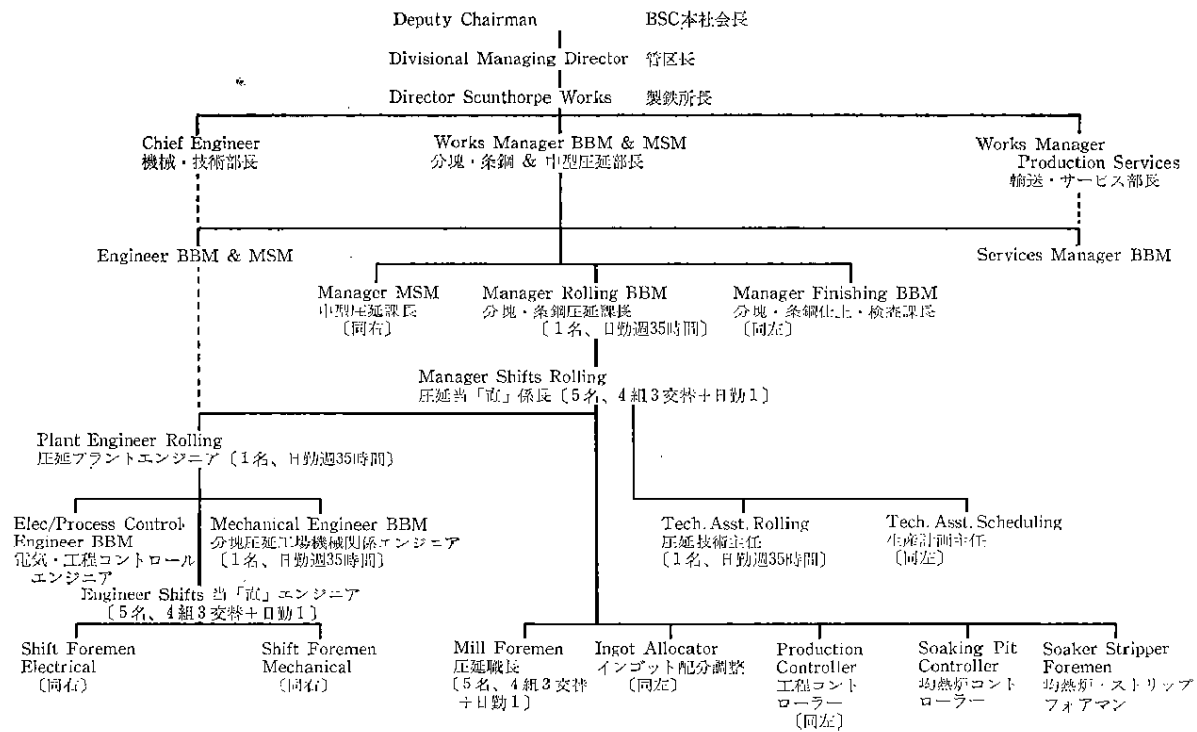 Deputy Chairman BSC本社会長
Divisional Managing Director 管区長
Director Scunthorpe Works 製鉄所長
Chief Engineer
機械・技術部長
Works Manager BBM & MSM
分塊・条鋼 & 中型圧延部長
Works Manager
Production Services
輸送・サービス部長
Engineer BBM & MSM
Services Manager BBM
Manager MSM
中型圧延課長
〔同右〕
Manager Rolling BBM
分塊・条鋼圧延課長
〔1名、日勤週35時間〕
Manager Finishing BBM
分塊・条鋼仕上・検査課長
〔同左〕
Manager Shifts Rolling
圧延当「直」係長〔5名、4組3交替+日勤1〕
Plant Engineer Rolling
圧延プラントエンジニア〔1名、日勤週35時間〕
Elec/Process Control
Engineer BBM
電気・工程コントロール
エンジニア
Mechanical Engineer BBM
分塊圧延工場機械関係エンジニア
〔1名、日勤週35時間〕
Tech. Asst. Rolling
圧延技術主任
〔1名、日勤週35時間〕
Tech. Asst. Scheduling
生産計画主任
〔同左〕
Engineer Shifts 当「直」エンジニア
〔5名、4組3交替+日勤1〕
Shift Foremen
Electrical
〔同右〕
Shift Foremen
Mechanical
〔同右〕
Mill Foremen
圧延職長
〔5名、4組3交替
+日勤1〕
Ingot Allocator
インゴット配分調整
〔同左〕
Production
Controller
工程コント
ローラー
〔同左〕
Soaking Pit
Controller
均熱炉コント
ローラー
Soaker Stripper
Foremen
均熱炉・ストリップ
フォアマン